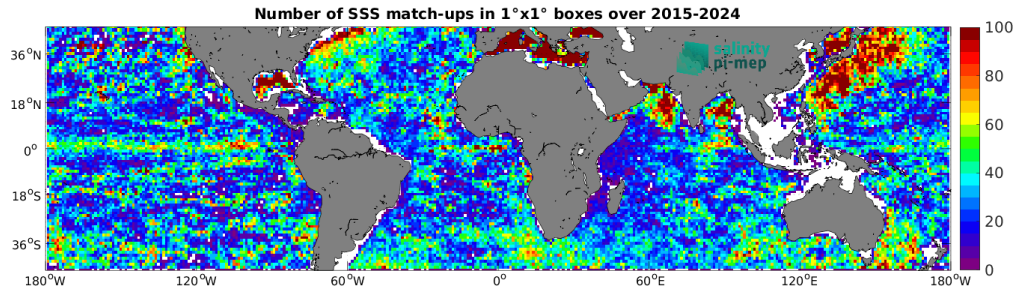 Number of SSS match-ups in 1°x1° boxes over 2015-2024
100
80
60
40
20
0
36°N
18°N
0°
18°S
36°S
180°W
120°W
60°W
0°
60°E
120°E
180°W
salinity
pi-mep